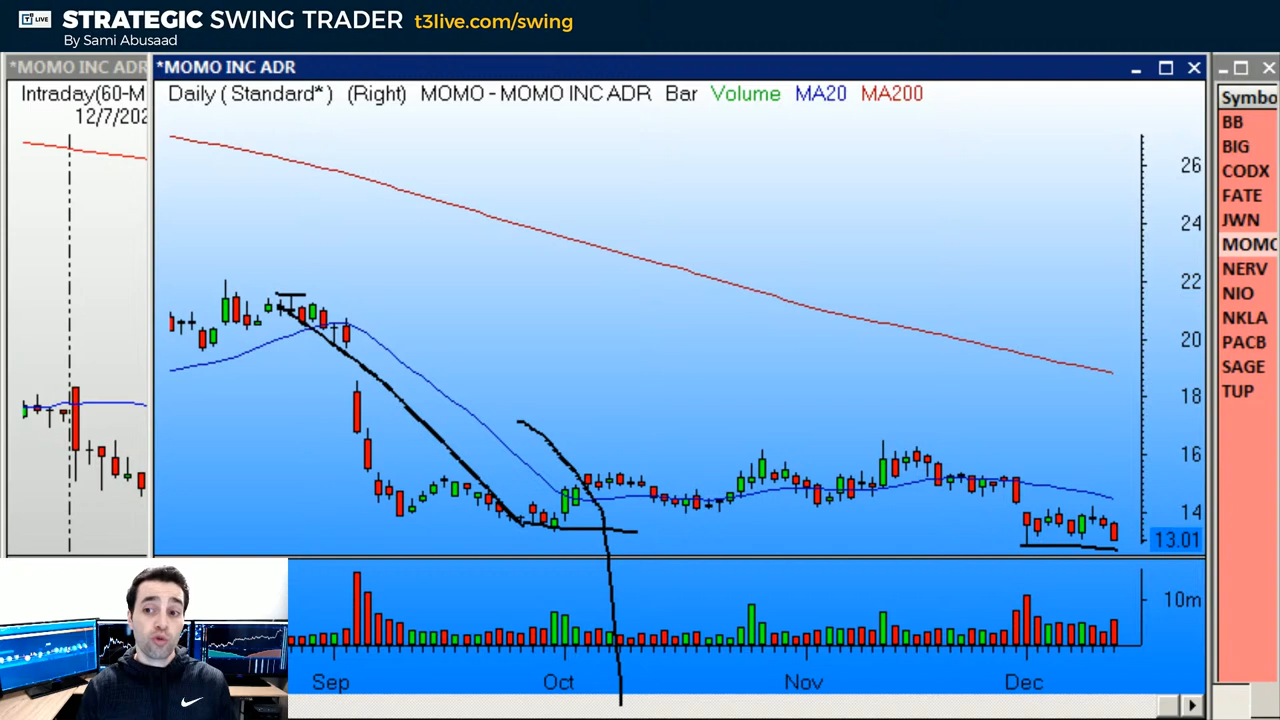 T3 LIVE STRATEGIC SWING TRADER t3live.com/swing
By Sami Abusaad
*MOMO INC ADR
Intraday(60-M
12/7/202
*MOMO INC ADR
Daily ( Standard* ) (Right) MOMO - MOMO INC ADR Bar Volume MA20 MA200
26
24
22
20
18
16
14
13.01
10m
Sep Oct Nov Dec
Symbo
BB
BIG
CODX
FATE
JWN
MOMO
NERV
NIO
NKLA
PACB
SAGE
TUP